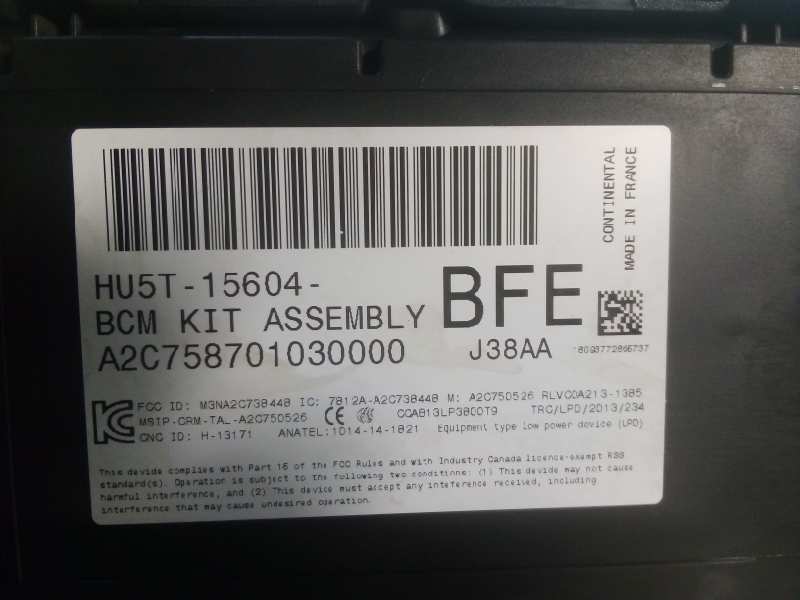 CONTINENTAL
MADE IN FRANCE
HU5T-15604-
BFE
BCM KIT ASSEMBLY
A2C758701030000
J38AA
FCC ID: M3NA2C738448 IC: 7812A-A2C738448 M: A2C750526 RLVC0A213-1385
MSIP-CRM-TAL-A2C750526 CE CCAB13LP3800T9 TRC/LPD/2013/234
CNC ID: H-13171 ANATEL:1014-14-1821 Equipment type Low power device (LPD)
This device complies with Part 15 of the FCC Rules and with Industry Canada licence-exempt RSS
standard(s). Operation is subject to the following two conditions: (1) This device may not cause
harmful interference, and (2) This device must accept any inteference received, including
interference that may cause undesired operation.